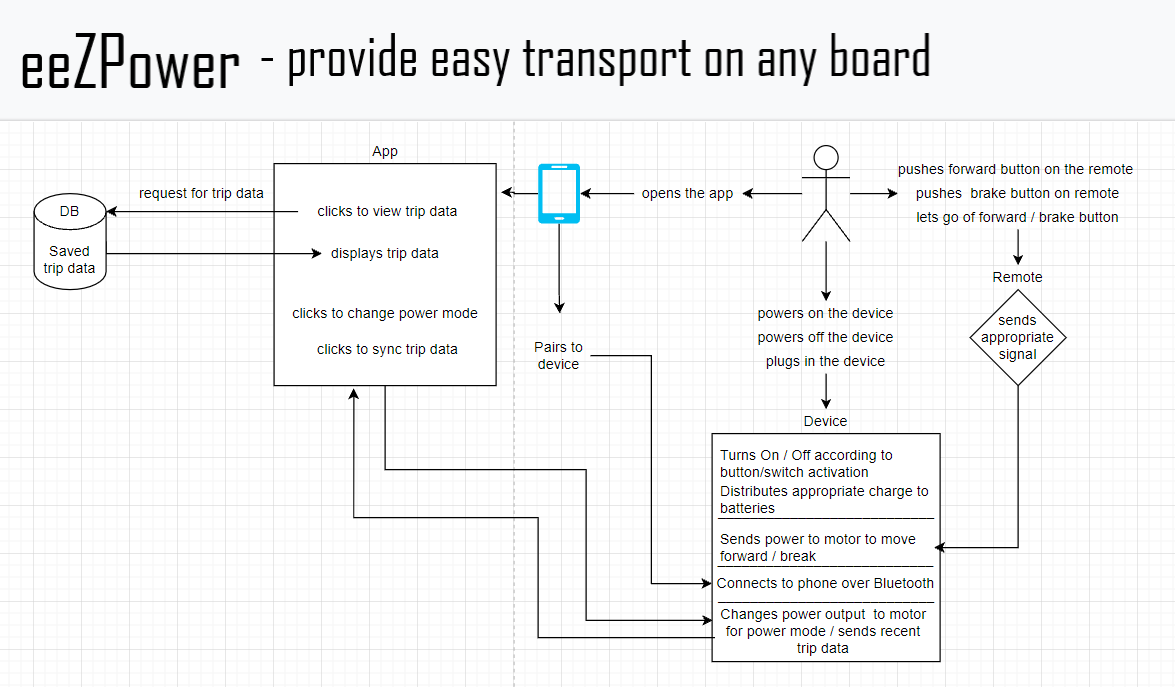 eeZPower - provide easy transport on any board
App
request for trip data
DB
Saved
trip data
clicks to view trip data
displays trip data
clicks to change power mode
clicks to sync trip data
opens the app
Pairs to
device
pushes forward button on the remote
pushes  brake button on remote
lets go of forward / brake button
Remote
sends
appropriate
signal
powers on the device
powers off the device
plugs in the device
Device
Turns On / Off according to
button/switch activation
Distributes appropriate charge to
batteries
Sends power to motor to move
forward / break
Connects to phone over Bluetooth
Changes power output  to motor
for power mode / sends recent
trip data